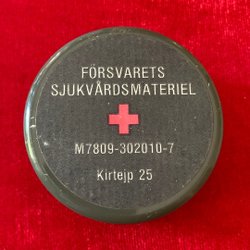 FÖRSVARETS
SJUKVÅRDSMATERIEL
M7809-302010-7
Kirtejp 25